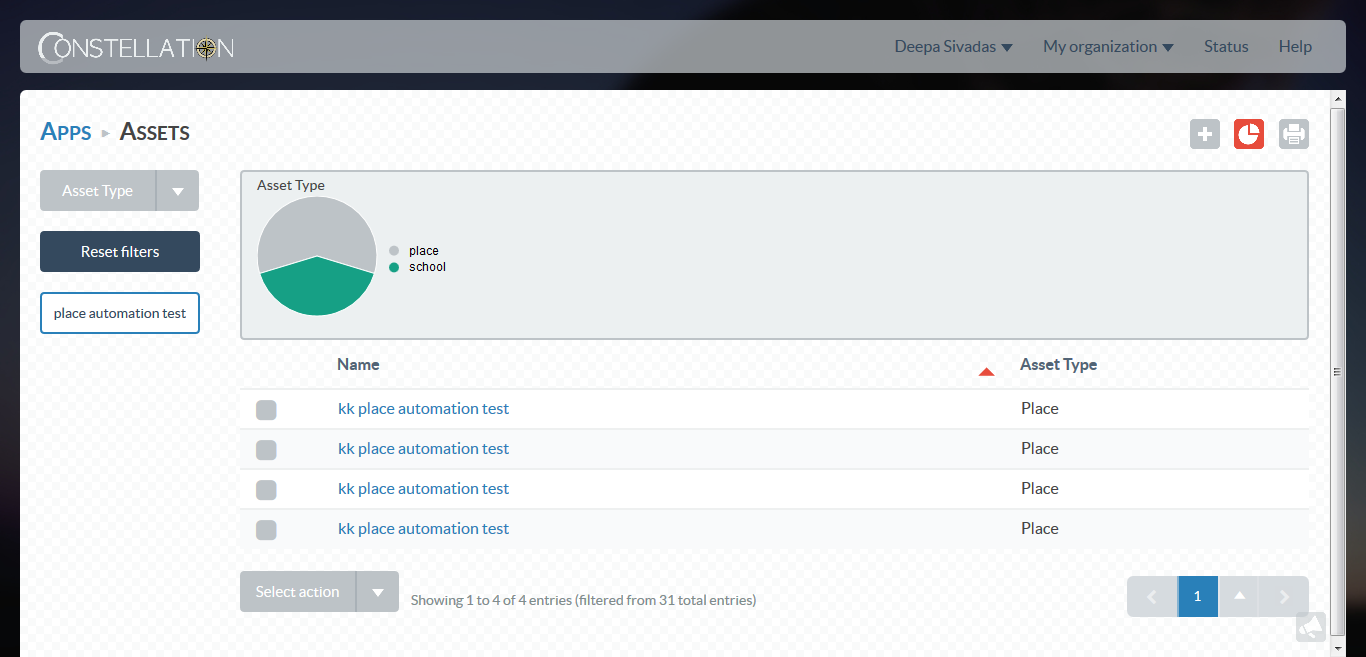 CONSTELLATION
Deepa Sivadas My organization Status Help
APPS ASSETS
Asset Type
Reset filters
place automation test
Asset Type
place
school
Name Asset Type
kk place automation test Place
kk place automation test Place
kk place automation test Place
kk place automation test Place
Select action
Showing 1 to 4 of 4 entries (filtered from 31 total entries)
1